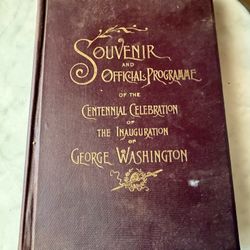 Souvenir
and
Official Programme
of the
Centennial Celebration
of
the Inauguration
of
George Washington